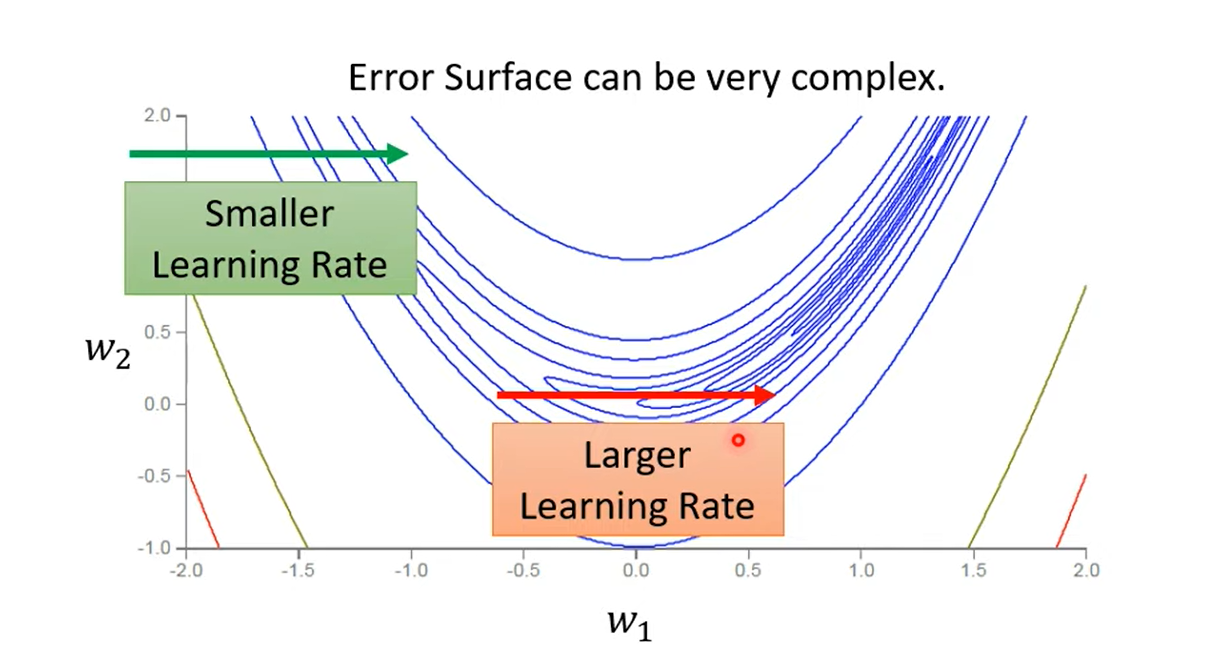 Error Surface can be very complex.
2.0
Smaller
Learning Rate
0.5
w₂
0.0
Larger
Learning Rate
-0.5
-1.0
-2.0 -1.5 -1.0 -0.5 0.0 0.5 1.0 1.5 2.0
w₁